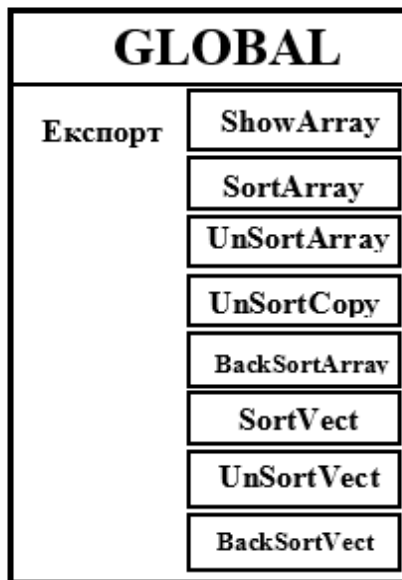 GLOBAL
Експорт
ShowArray
SortArray
UnSortArray
UnSortCopy
BackSortArray
SortVect
UnSortVect
BackSortVect